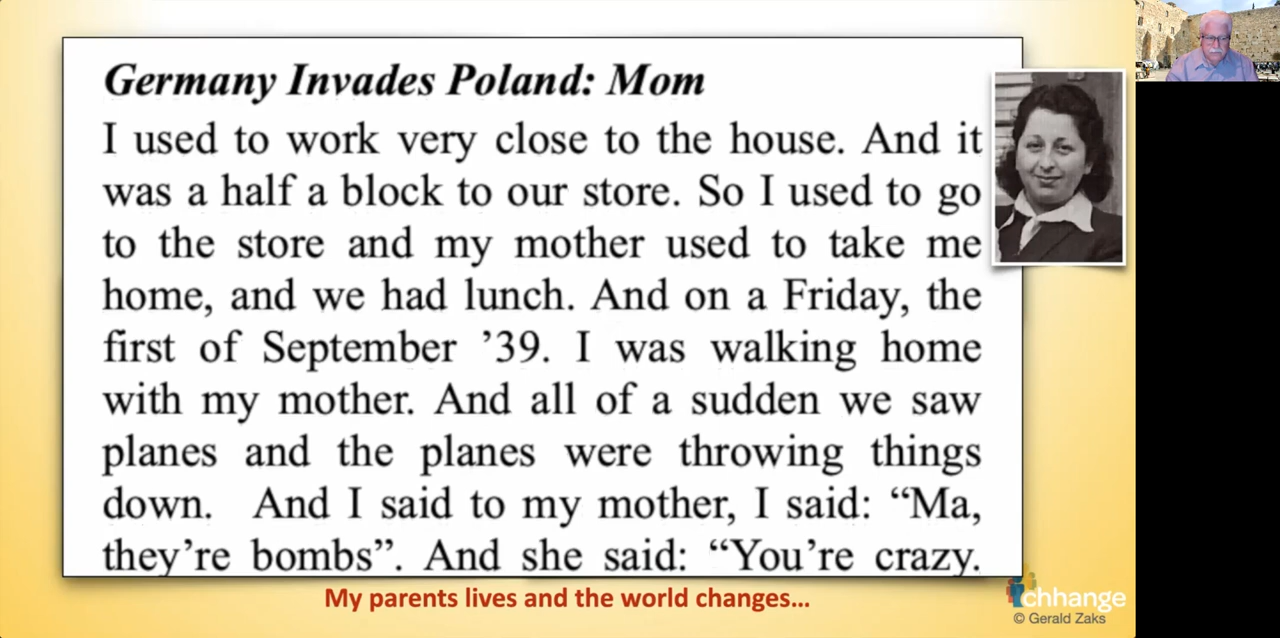 Germany Invades Poland: Mom
I used to work very close to the house. And it
was a half a block to our store. So I used to go
to the store and my mother used to take me
home, and we had lunch. And on a Friday, the
first of September ’39. I was walking home
with my mother. And all of a sudden we saw
planes and the planes were throwing things
down. And I said to my mother, I said: “Ma,
they’re bombs”. And she said: “You’re crazy.
My parents lives and the world changes...
chhange
© Gerald Zaks